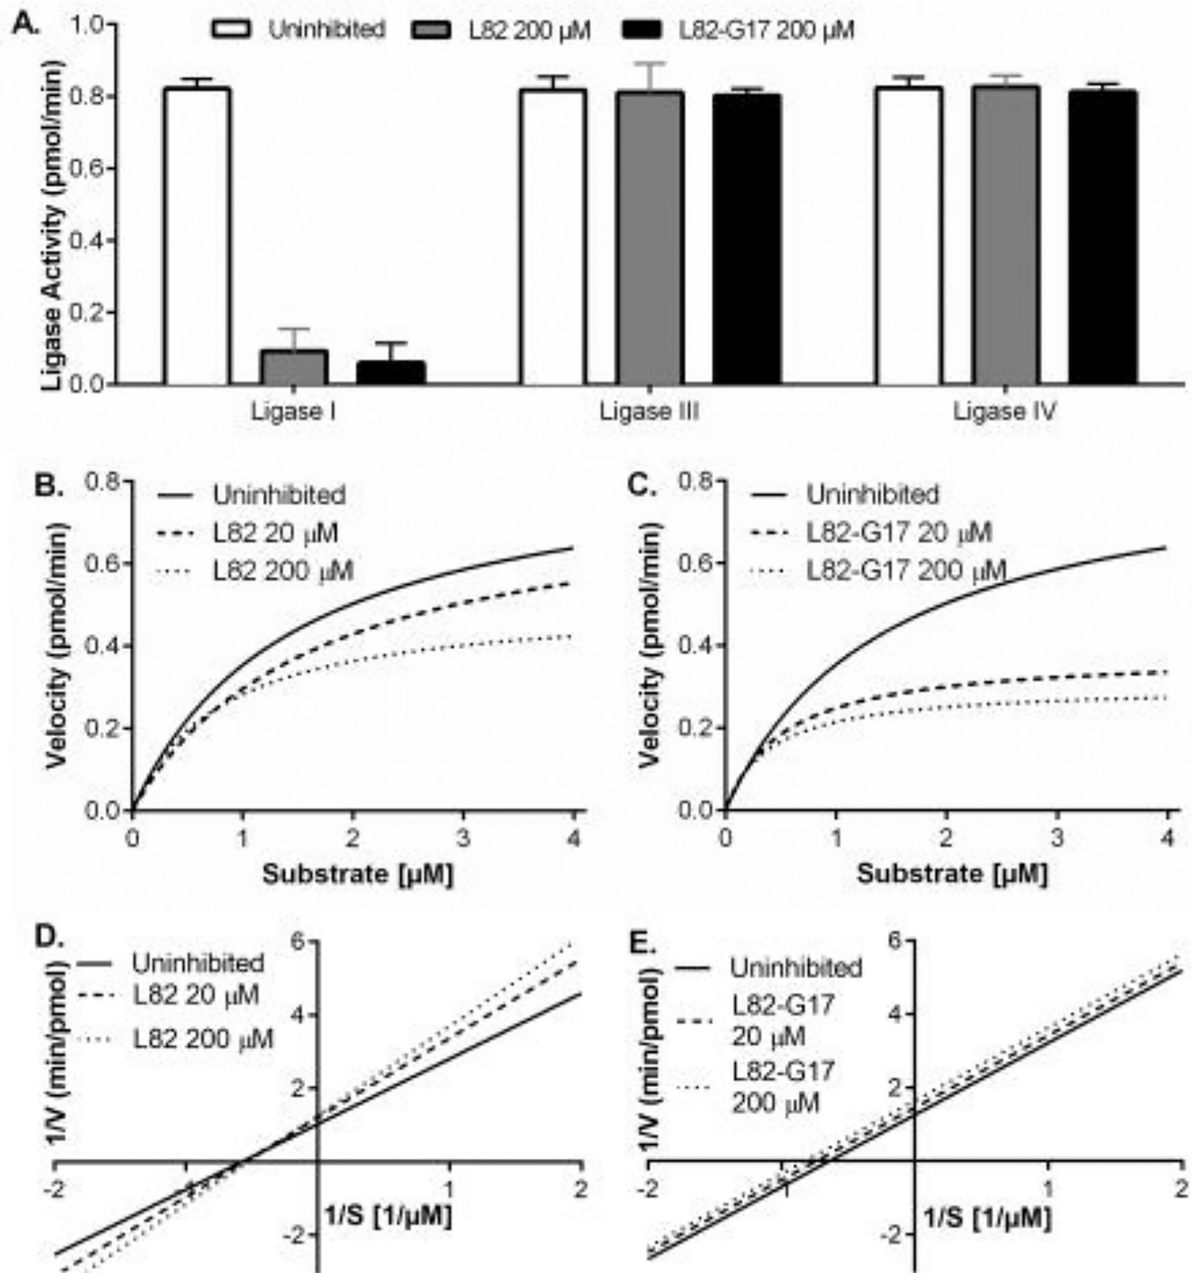 A.
Uninhibited L82 200 µM L82-G17 200 µM
Ligase Activity (pmol/min)
1.0
0.8
0.6
0.4
0.2
0.0
Ligase I Ligase III Ligase IV
B.
Uninhibited
L82 20 µM
L82 200 µM
Velocity (pmol/min)
0.8
0.6
0.4
0.2
0.0
0 1 2 3 4
Substrate [µM]
C.
Uninhibited
L82-G17 20 µM
L82-G17 200 µM
Velocity (pmol/min)
0.8
0.6
0.4
0.2
0.0
0 1 2 3 4
Substrate [µM]
D.
Uninhibited
L82 20 µM
L82 200 µM
1/V (min/pmol)
6
4
2
-2
-2 1 2
1/S [1/µM]
E.
Uninhibited
L82-G17
20 µM
L82-G17
200 µM
1/V (min/pmol)
6
4
2
-2
-2 1 2
1/S [1/µM]